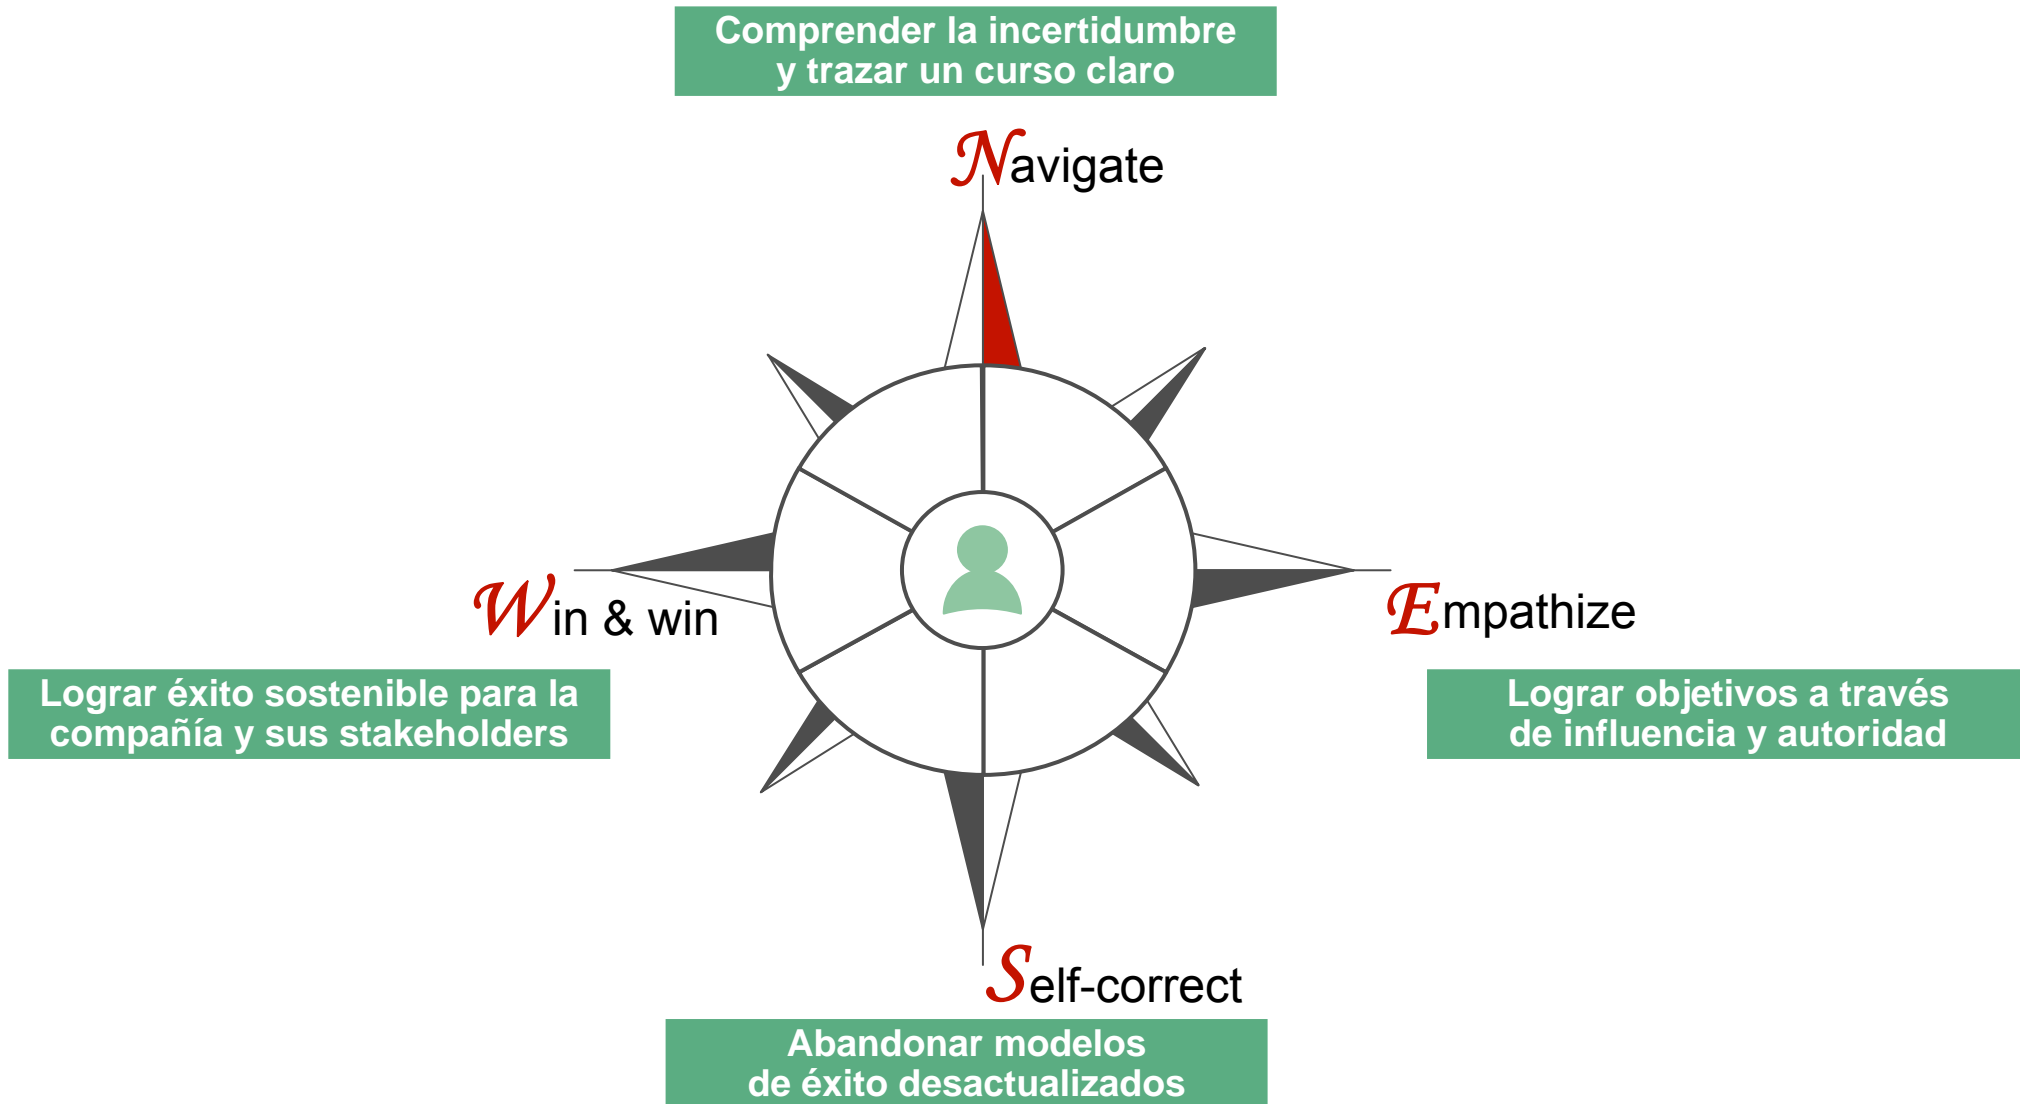 Comprender la incertidumbre
y trazar un curso claro
Navigate
Win & win
Empathize
Lograr éxito sostenible para la
compañía y sus stakeholders
Lograr objetivos a través
de influencia y autoridad
Self-correct
Abandonar modelos
de éxito desactualizados